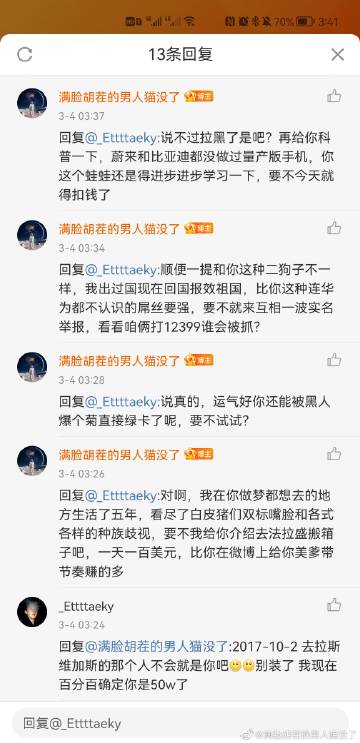 70% 3:41
13条回复
满脸胡茬的男人猫没了 博主
3-4 03:37
回复@_Ettttaeky:说不过拉黑了是吧？再给你科
普一下，蔚来和比亚迪都没做过量产版手机，你
这个蛙蛙还是得进步进步学习一下，要不今天就
得扣钱了
满脸胡茬的男人猫没了 博主
3-4 03:34
回复@_Ettttaeky:顺便一提和你这种二狗子不一
样，我出过国现在回国报效祖国，比你这种连华
为都不认识的屌丝要强，要不就来互相一波实名
举报，看看咱俩打12399谁会被抓？
满脸胡茬的男人猫没了 博主
3-4 03:28
回复@_Ettttaeky:说真的，运气好你还能被黑人
爆个菊直接绿卡了呢，要不试试？
满脸胡茬的男人猫没了 博主
3-4 03:26
回复@_Ettttaeky:对啊，我在你做梦都想去的地
方生活了五年，看尽了白皮猪们双标嘴脸和各式
各样的种族歧视，要不我给你介绍去法拉盛搬箱
子吧，一天一百美元，比你在微博上给你美爹带
节奏赚的多
_Ettttaeky
3-4 03:24
回复@满脸胡茬的男人猫没了:2017-10-2 去拉斯
维加斯的那个人不会就是你吧🙂🙂别装了 我现在
百分百确定你是50w了
回复@_Ettttaeky
@满脸胡茬的男人猫没了